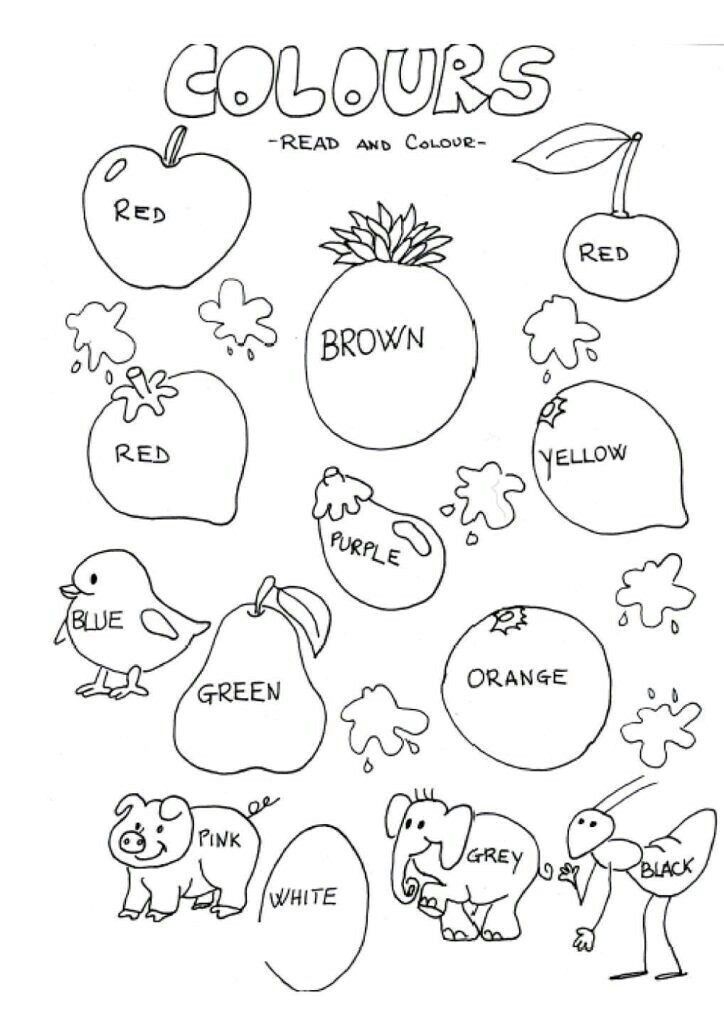 COLOURS
-READ AND COLOUR-
RED
RED
BROWN
RED
YELLOW
PURPLE
BLUE
GREEN
ORANGE
PINK
WHITE
GREY
BLACK